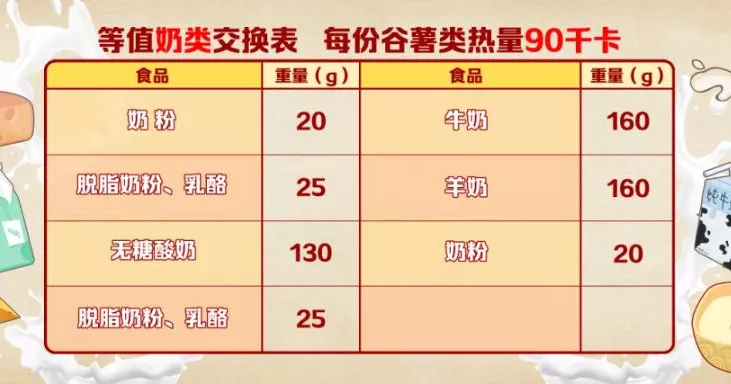 等值奶类交换表 每份谷薯类热量90千卡
食品 重量（g） 食品 重量（g）
奶粉 20 牛奶 160
脱脂奶粉、乳酪 25 羊奶 160
无糖酸奶 130 奶粉 20
脱脂奶粉、乳酪 25
纯牛